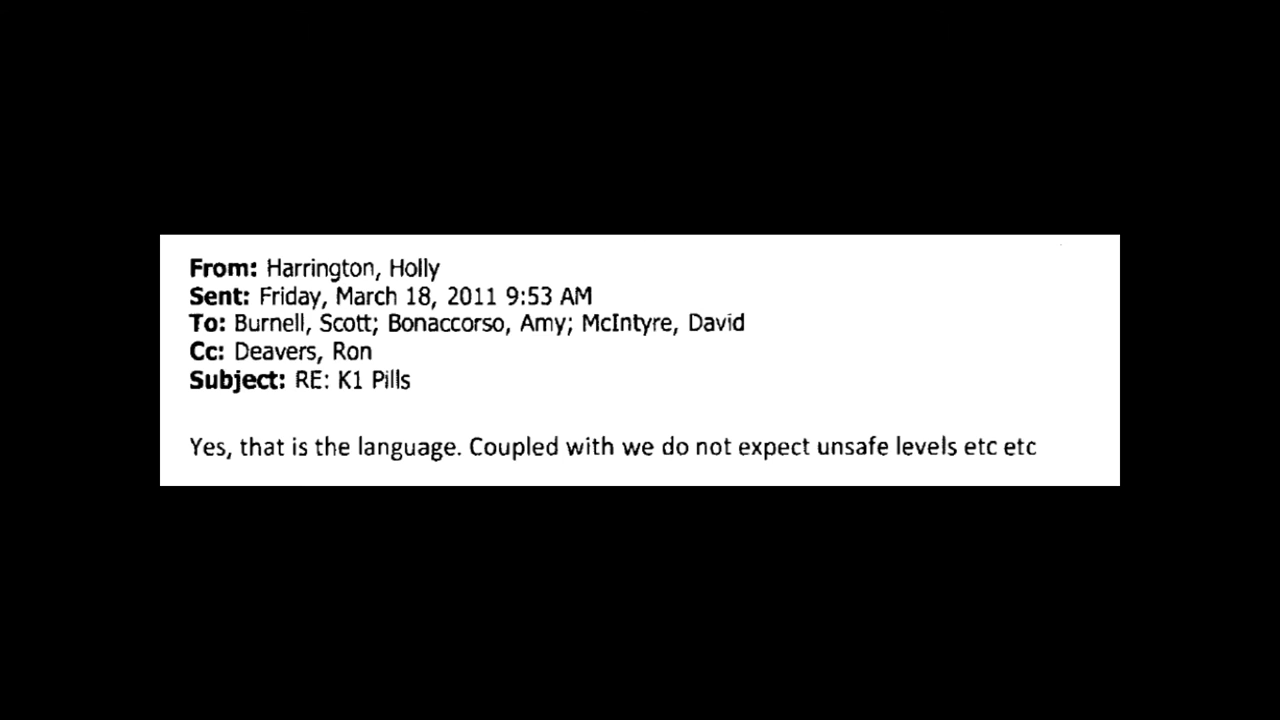 From: Harrington, Holly
Sent: Friday, March 18, 2011 9:53 AM
To: Burnell, Scott; Bonaccorso, Amy; McIntyre, David
Cc: Deavers, Ron
Subject: RE: K1 Pills
Yes, that is the language. Coupled with we do not expect unsafe levels etc etc